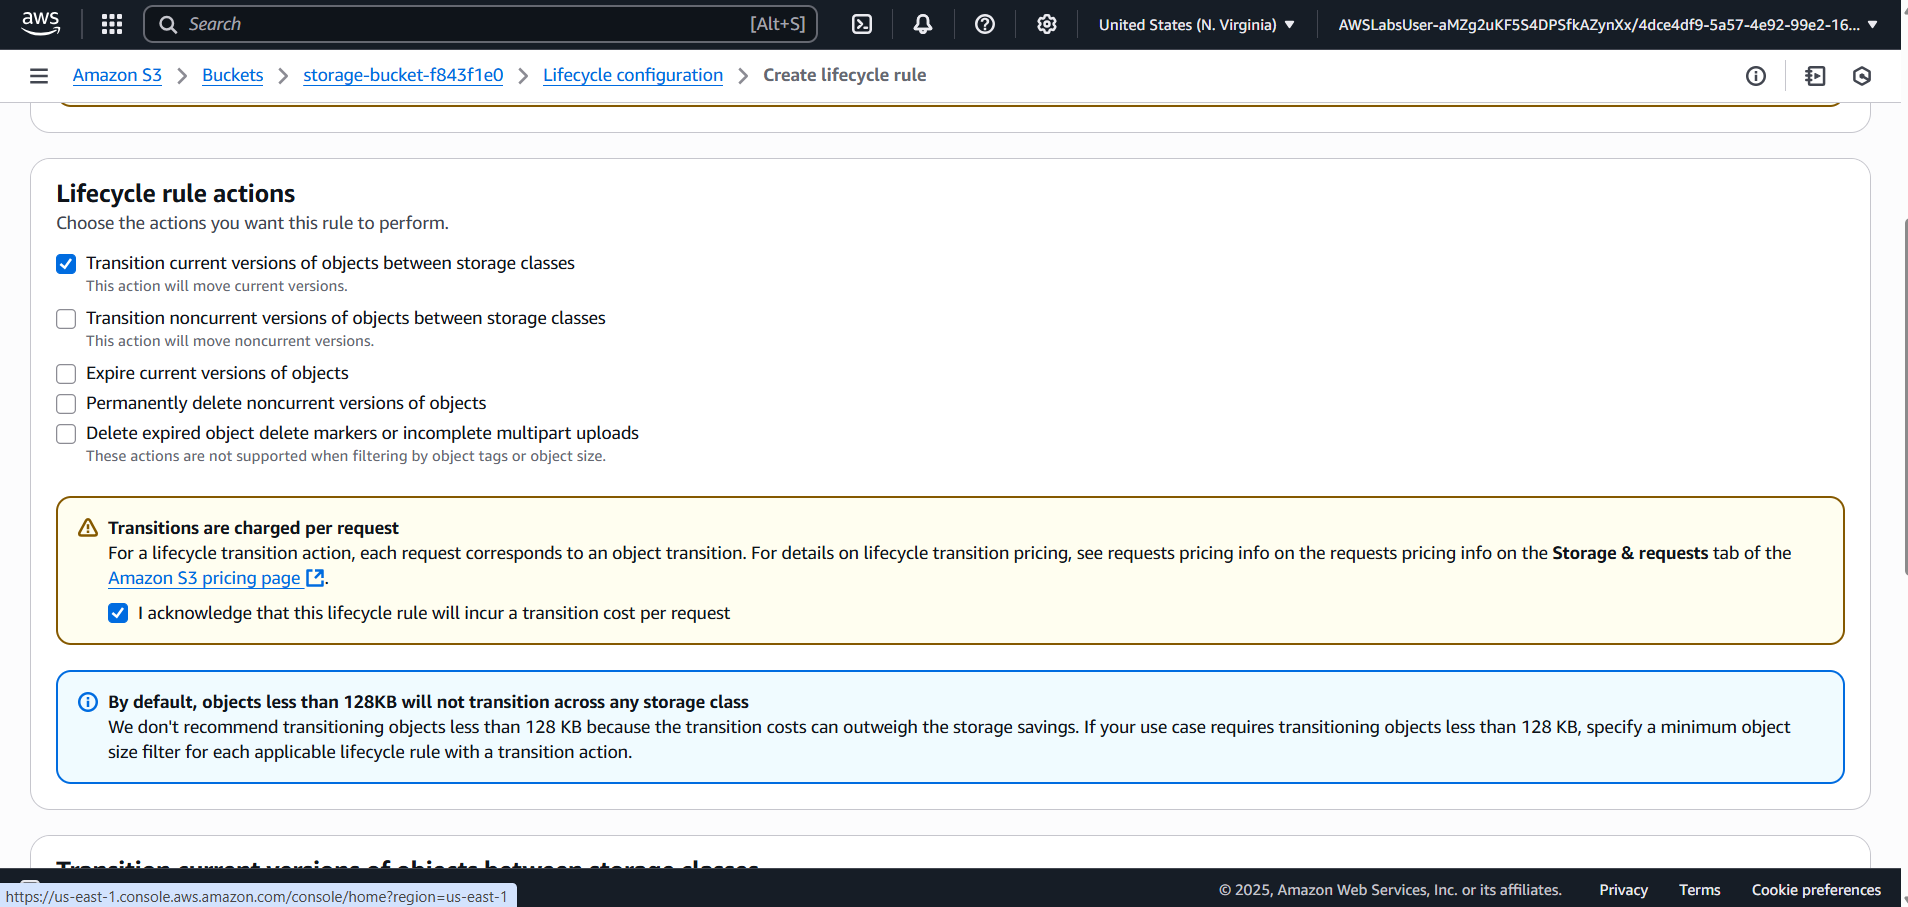 aws
Search [Alt+S]
United States (N. Virginia)
AWSLabsUser-aMZg2uKF5S4DPSfkAZynXx/4dce4df9-5a57-4e92-99e2-16...
Amazon S3 > Buckets > storage-bucket-f843f1e0 > Lifecycle configuration > Create lifecycle rule
Lifecycle rule actions
Choose the actions you want this rule to perform.
Transition current versions of objects between storage classes
This action will move current versions.
Transition noncurrent versions of objects between storage classes
This action will move noncurrent versions.
Expire current versions of objects
Permanently delete noncurrent versions of objects
Delete expired object delete markers or incomplete multipart uploads
These actions are not supported when filtering by object tags or object size.
Transitions are charged per request
For a lifecycle transition action, each request corresponds to an object transition. For details on lifecycle transition pricing, see requests pricing info on the requests pricing info on the Storage & requests tab of the
Amazon S3 pricing page.
I acknowledge that this lifecycle rule will incur a transition cost per request
By default, objects less than 128KB will not transition across any storage class
We don't recommend transitioning objects less than 128 KB because the transition costs can outweigh the storage savings. If your use case requires transitioning objects less than 128 KB, specify a minimum object
size filter for each applicable lifecycle rule with a transition action.
Transition current versions of objects between storage classes
https://us-east-1.console.aws.amazon.com/console/home?region=us-east-1
© 2025, Amazon Web Services, Inc. or its affiliates.
Privacy
Terms
Cookie preferences